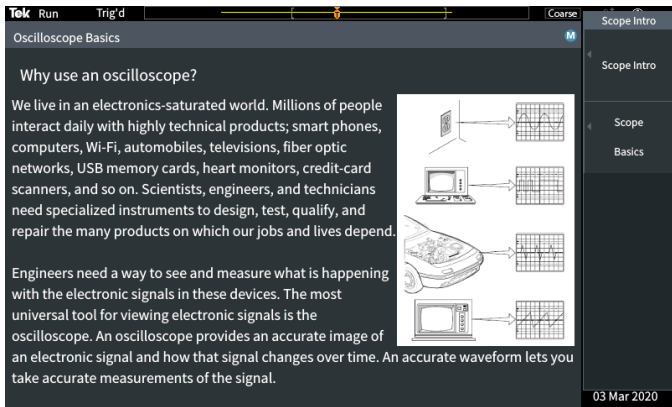 Tek Run Trig'd Coarse
Scope Intro
Oscilloscope Basics M
Why use an oscilloscope?
We live in an electronics-saturated world. Millions of people
interact daily with highly technical products; smart phones,
computers, Wi-Fi, automobiles, televisions, fiber optic
networks, USB memory cards, heart monitors, credit-card
scanners, and so on. Scientists, engineers, and technicians
need specialized instruments to design, test, qualify, and
repair the many products on which our jobs and lives depend.
Engineers need a way to see and measure what is happening
with the electronic signals in these devices. The most
universal tool for viewing electronic signals is the
oscilloscope. An oscilloscope provides an accurate image of
an electronic signal and how that signal changes over time. An accurate waveform lets you
take accurate measurements of the signal.
Scope Intro
Scope
Basics
03 Mar 2020